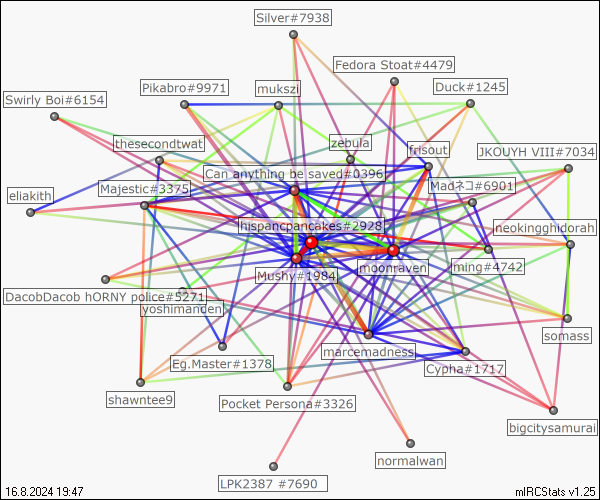 Silver#7938
Fedora Stoat#4479
Pikabro#9971
mukszi
Duck#1245
Swirly Boi#6154
thesecondtwat
zebula
frisout
JKOUYH VIII#7034
Can anything be saved#0396
eliakith
Majestic#3375
Madネコ#6901
hispancpancakes#2928
neokingghidorah
Mushy#1984
moonraven
ming#4742
DacobDacob hORNY police#5271
yoshimanden
somass
marcemadness
Eg.Master#1378
Cypha#1717
shawntee9
Pocket Persona#3326
bigcitysamurai
normalwan
LPK2387 #7690
16.8.2024 19:47
mIRCStats v1.25